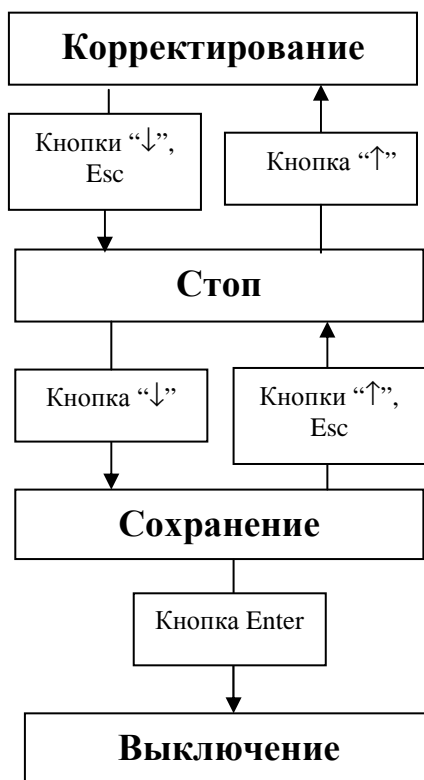 Корректирование
Кнопки “↓”,
Esc
Кнопка “↑”
Стоп
Кнопка “↓”
Кнопки “↑”,
Esc
Сохранение
Кнопка Enter
Выключение